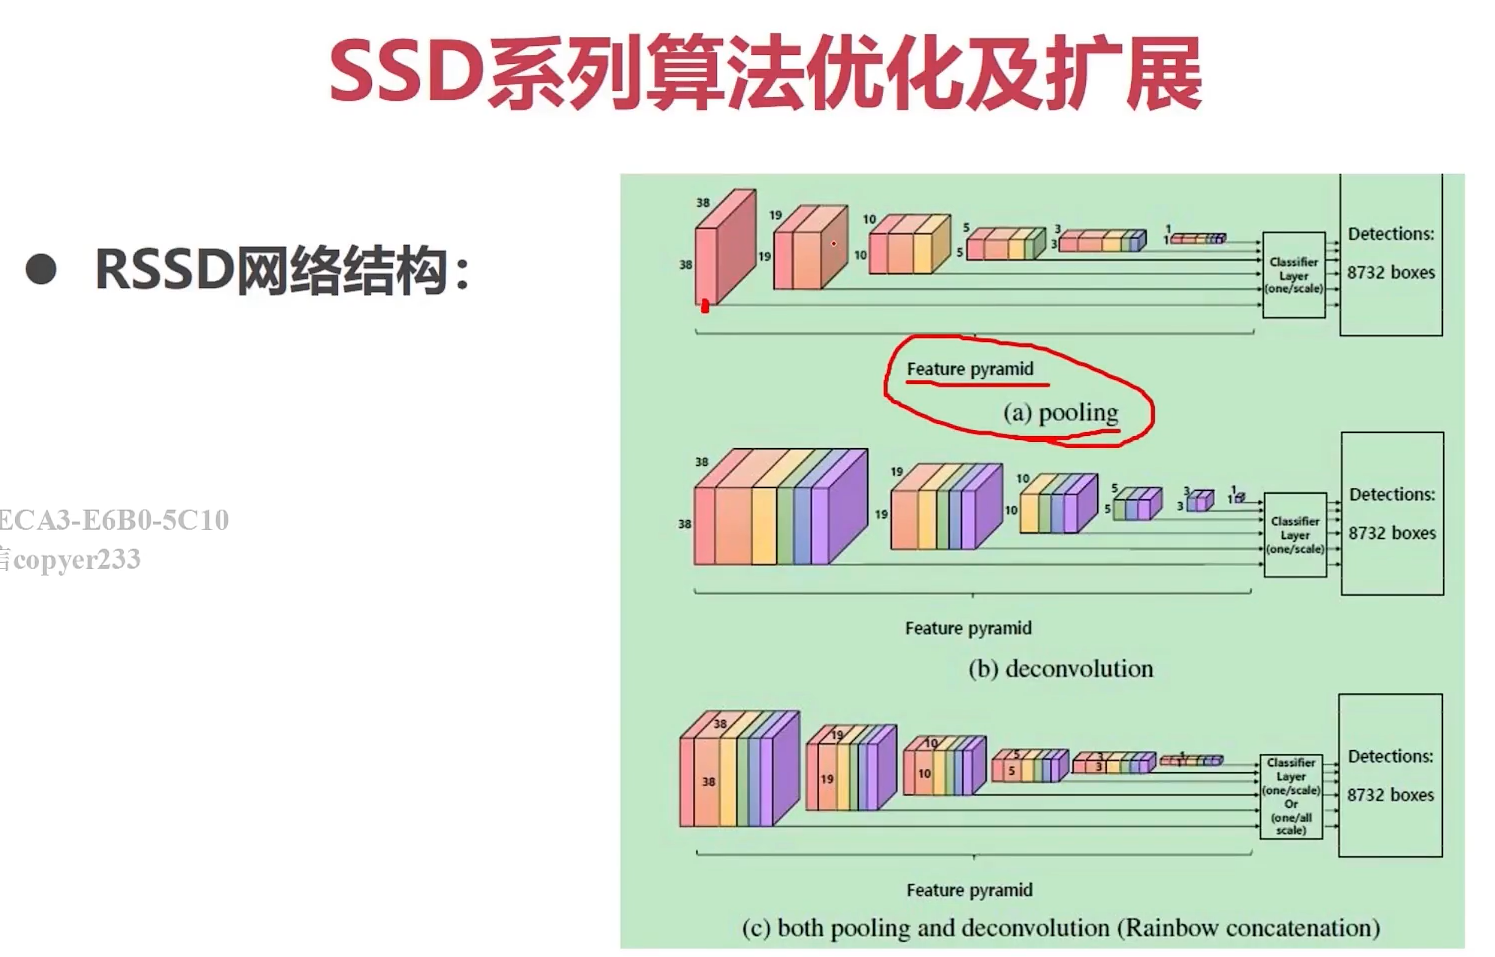 SSD系列算法优化及扩展
● RSSD网络结构：
ECA3-E6B0-5C10
信copyer233
38
38
19
19
10
10
5
5
3
3
1
Classifier
Layer
(one/scale)
Detections:
8732 boxes
Feature pyramid
(a) pooling
38
38
19
19
10
10
5
5
3
3
1
1
Classifier
Layer
(one/scale)
Detections:
8732 boxes
Feature pyramid
(b) deconvolution
38
38
19
19
10
10
5
5
3
3
1
1
Classifier
Layer
(one/scale)
Or
(one/all
scale)
Detections:
8732 boxes
Feature pyramid
(c) both pooling and deconvolution (Rainbow concatenation)